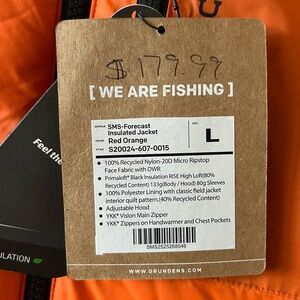 $179.99
[ WE ARE FISHING ]
ARTICLE SMS-Forecast
Insulated Jacket
COLOR Red Orange
STYLE S20024-607-0015
SIZE
L
• 100% Recycled Nylon-20D Micro Ripstop
Face Fabric with DWR
• Primaloft® Black Insulation RISE High Loft(80%
Recycled Content) 133g(Body / Hood) 80g Sleeves
• 100% Polyester Lining with classic field jacket
interior quilt pattern.(40% Recycled Content)
• Adjustable Hood
• YKK® Vislon Main Zipper
• YKK® Zippers on Handwarmer and Chest Pockets
WWW.GRUNDENS.COM
Feel the
ULATION